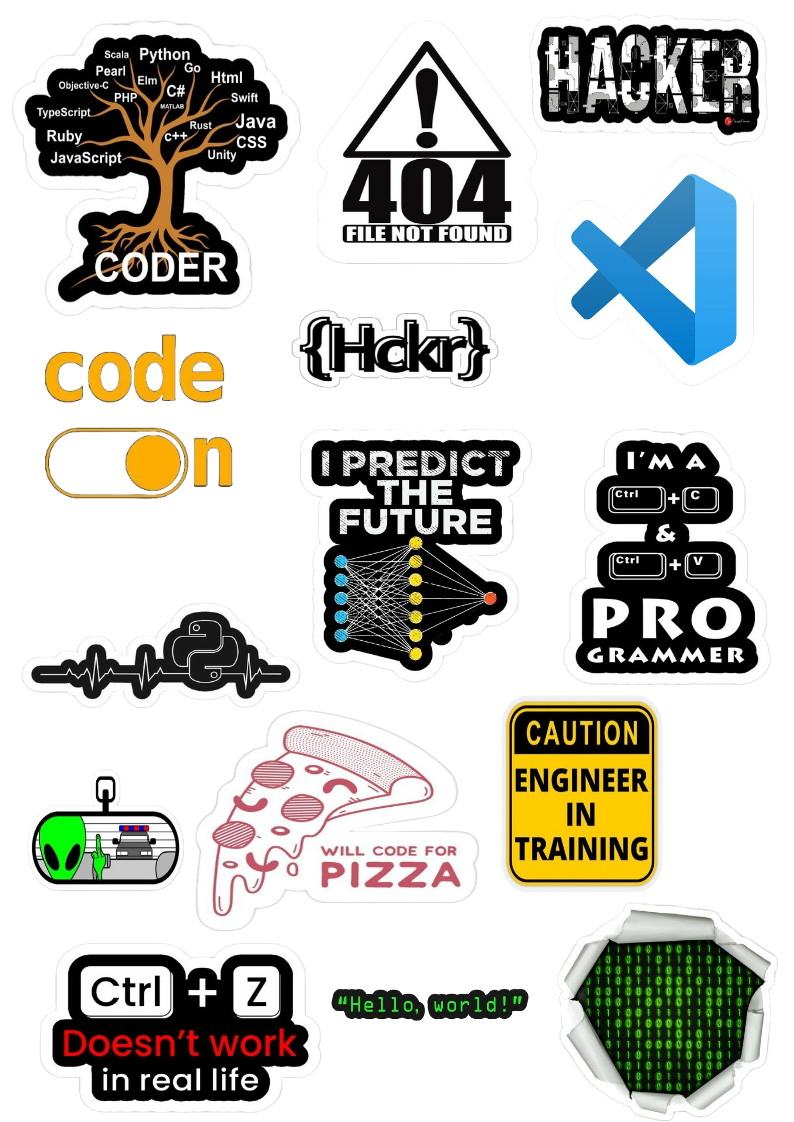 Scala
Python
Pearl
Elm
Go
Objective-C
C#
Html
PHP
MATLAB
Swift
TypeScript
Rust
Java
Ruby
c++
CSS
JavaScript
Unity
CODER
404
FILE NOT FOUND
HACKER
{Hckr}
code
on
I PREDICT
THE
FUTURE
I'M A
Ctrl + C
&
Ctrl + V
PRO
GRAMMER
CAUTION
ENGINEER
IN
TRAINING
WILL CODE FOR
PIZZA
Ctrl + Z
Doesn't work
in real life
“Hello, world!”